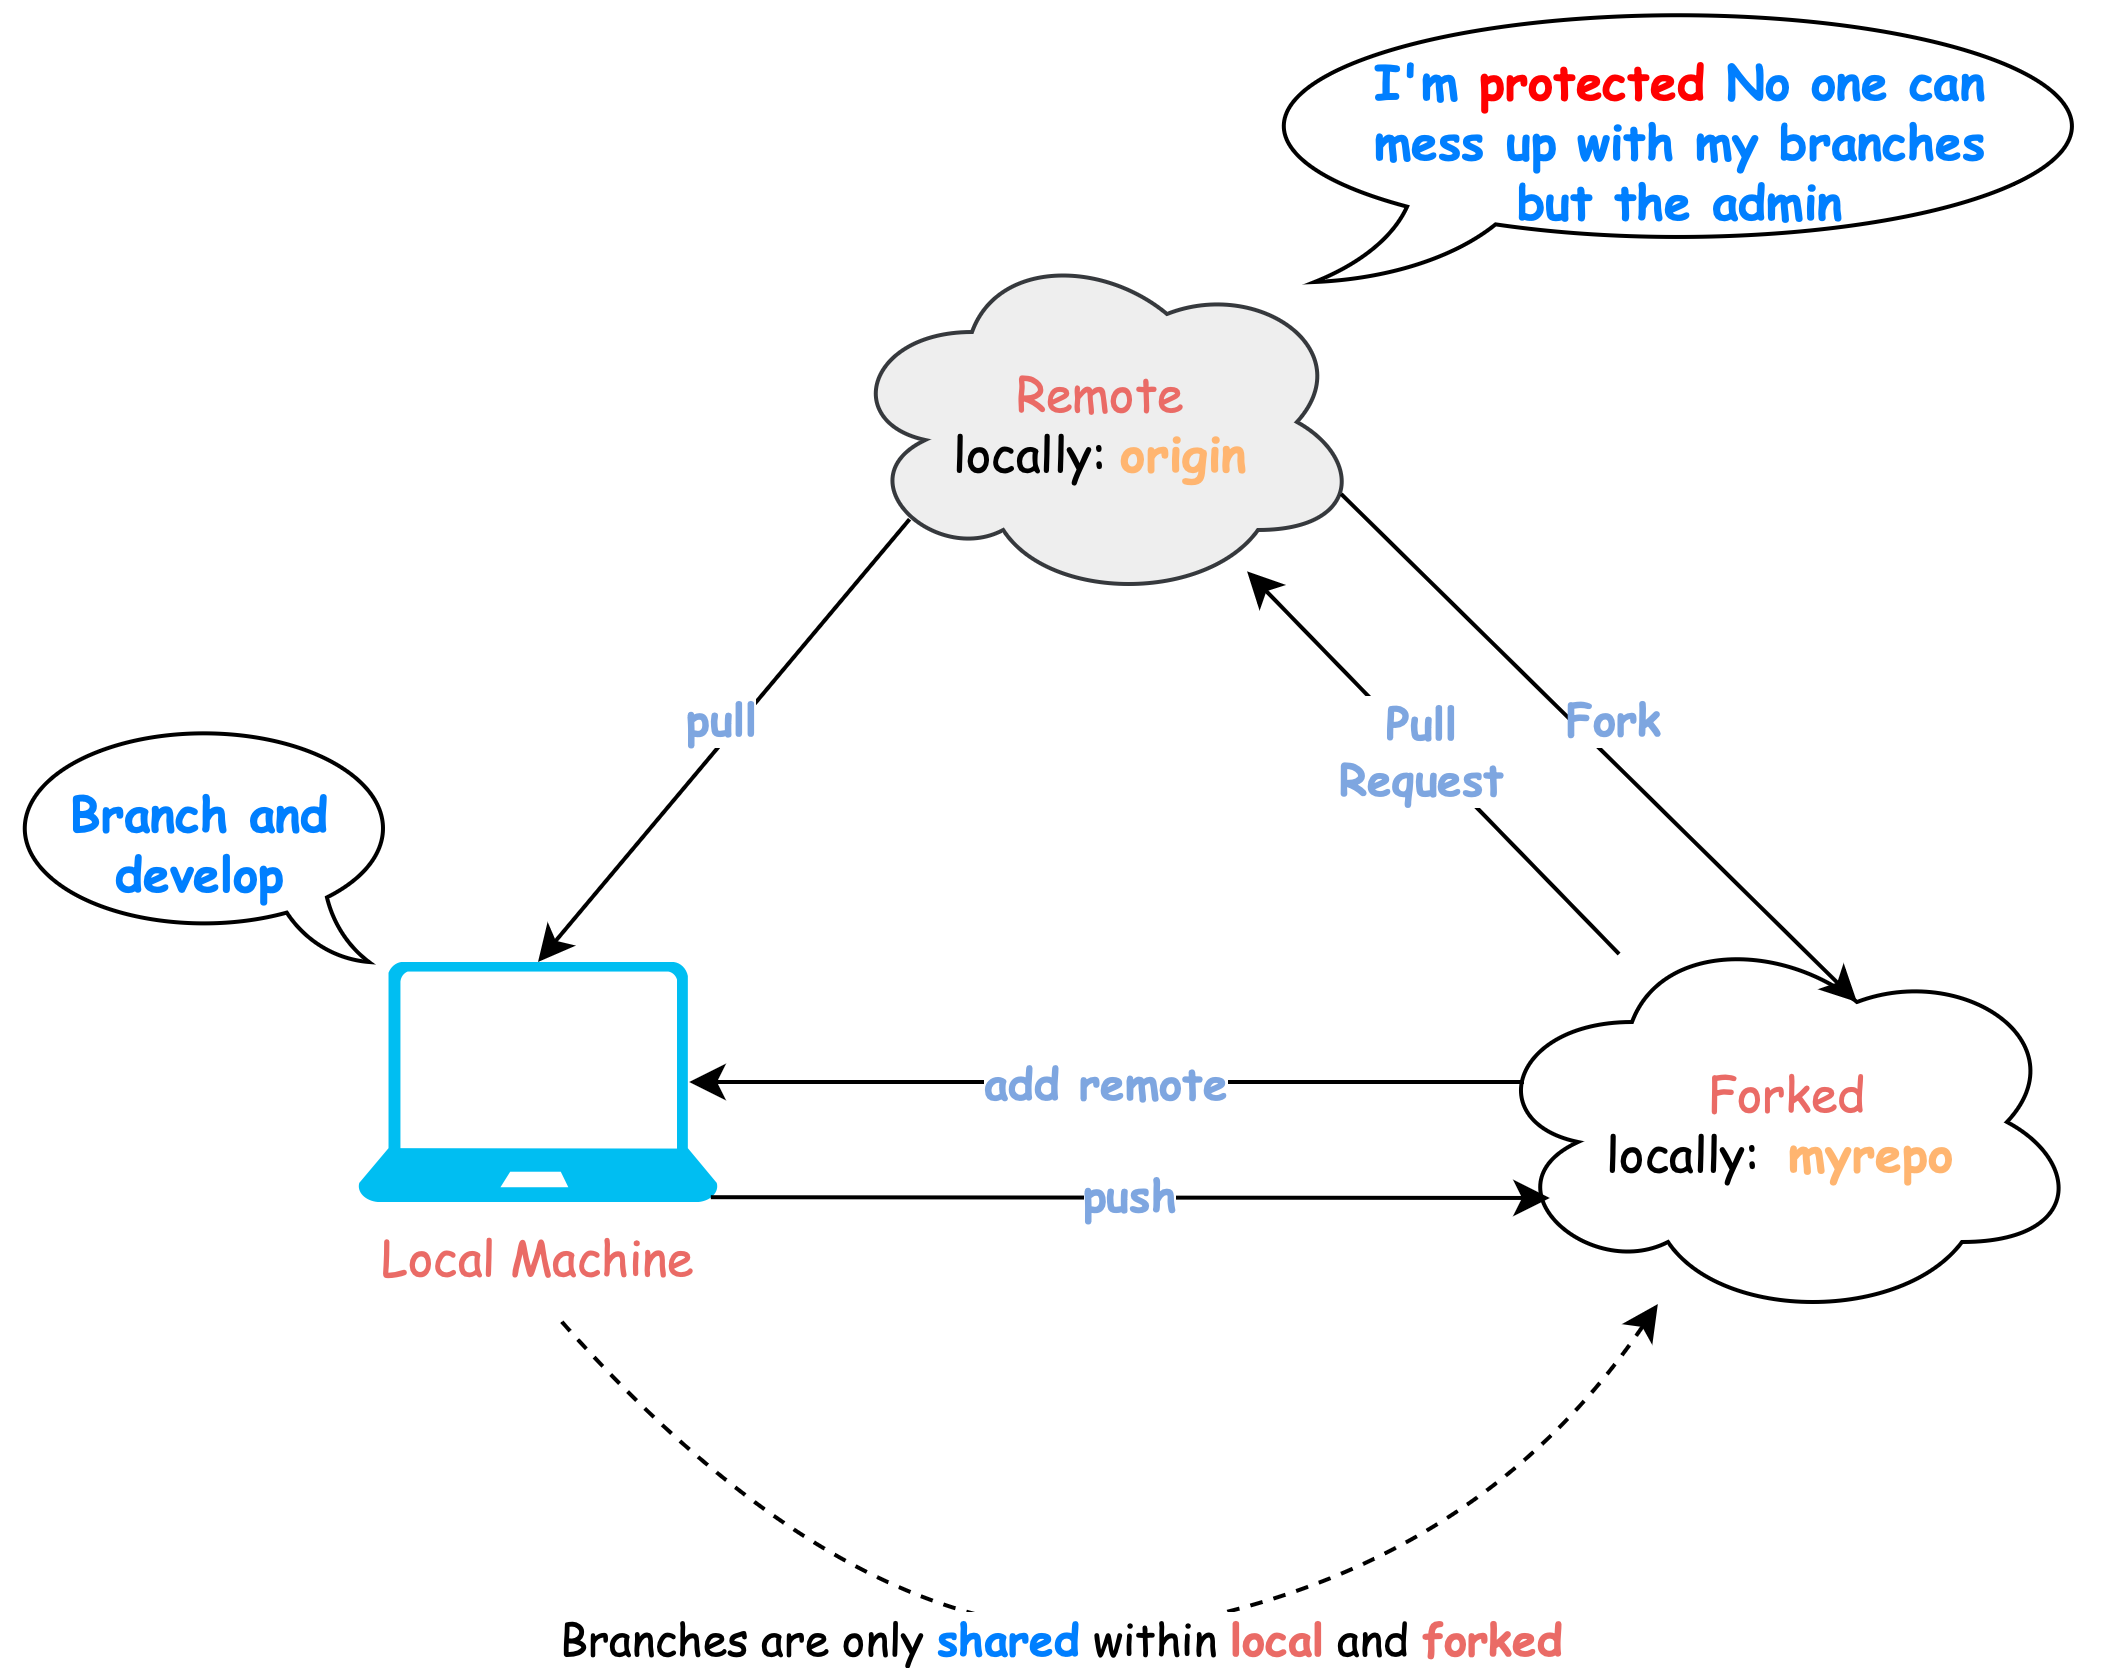 I'm protected No one can
mess up with my branches
but the admin
Remote
locally: origin
pull
Pull
Request
Fork
Branch and
develop
add remote
Forked
locally: myrepo
push
Local Machine
Branches are only shared within local and forked